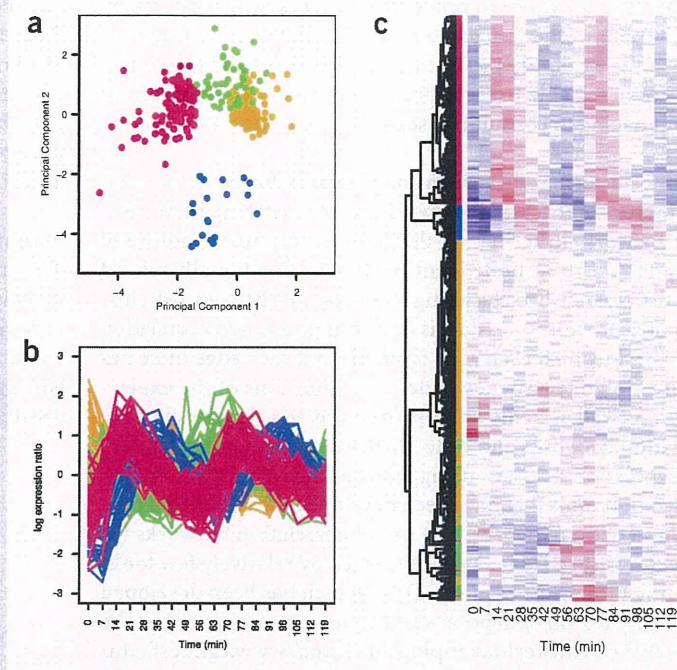 a
2
0
−2
−4
Principal Component 2
−4 −2 0 2
Principal Component 1
b
3
2
1
0
-1
-2
-3
log expression ratio
0 7 14 21 28 35 42 49 56 63 70 77 84 91 98 105 112 119
Time (min)
c
0 7 14 21 28 35 42 49 56 63 70 77 84 91 98 105 112 119
Time (min)